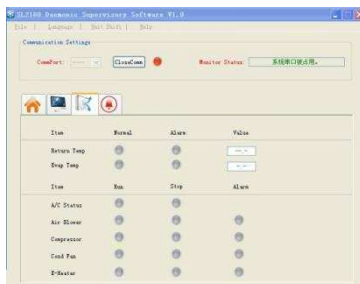 SL2100 Daemonic Supervisory Software V1.0
File | Language | Unit Shift | Help
Communication Settings
CommPort: CloseComm Monitor Status: 系统串口被占用。
Item Normal Alarm Value
Return Temp --.-
Evap Temp --.-
Item Run Stop Alarm
A/C Status
Air Blower
Compressor
Cond Fan
E-Heater